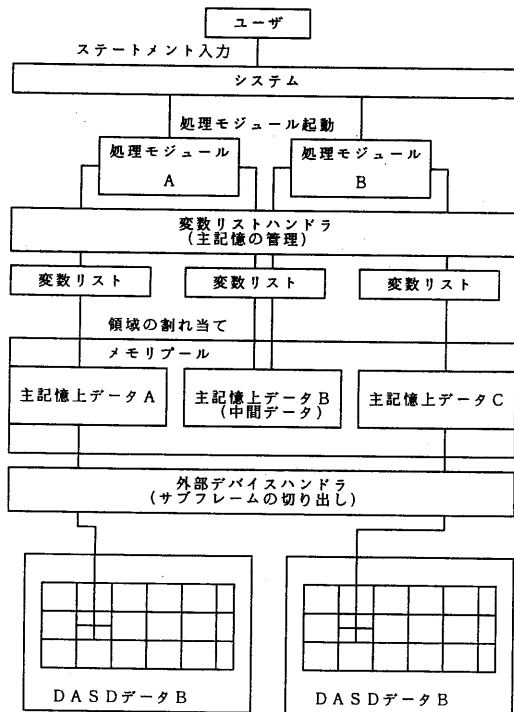 ユーザ
ステートメント入力
システム
処理モジュール起動
処理モジュール
A
処理モジュール
B
変数リストハンドラ
(主記憶の管理)
変数リスト
変数リスト
変数リスト
領域の割れ当て
メモリプール
主記憶上データA
主記憶上データB
(中間データ)
主記憶上データC
外部デバイスハンドラ
(サブフレームの切り出し)
DASDデータB
DASDデータB